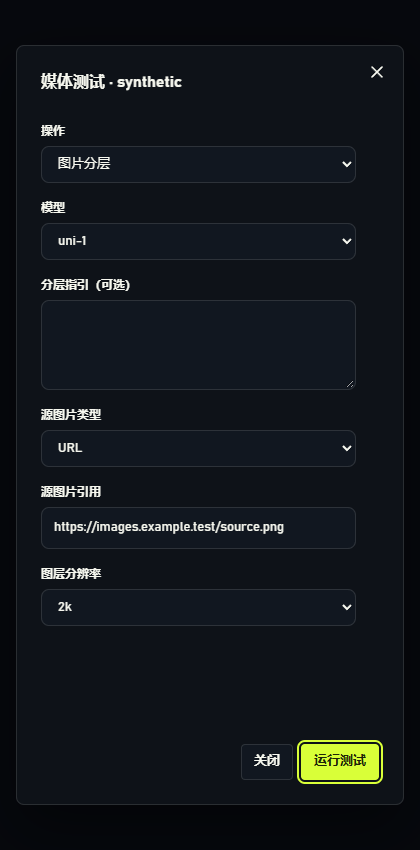 媒体测试 · synthetic
操作
图片分层
模型
uni-1
分层指引（可选）
源图片类型
URL
源图片引用
https://images.example.test/source.png
图层分辨率
2k
关闭 运行测试